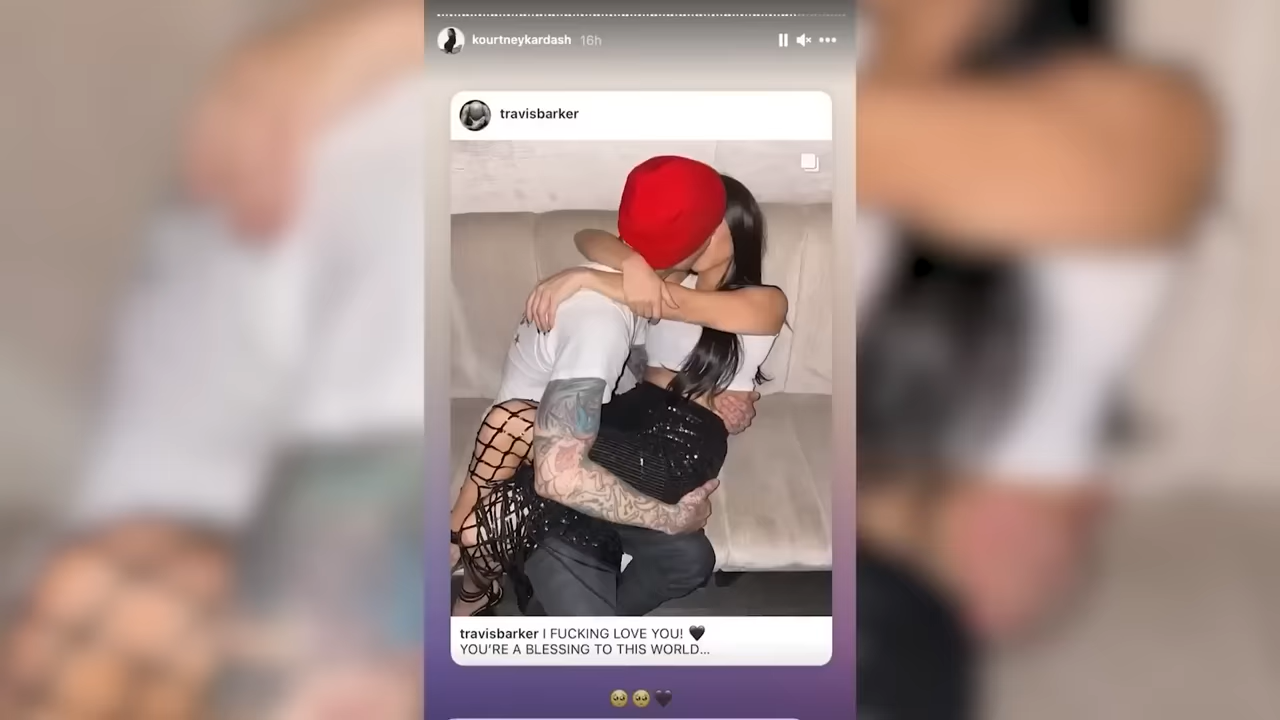 kourtneykardash 16h
travisbarker
travisbarker I FUCKING LOVE YOU! 🖤
YOU'RE A BLESSING TO THIS WORLD...
🥺🥺🖤